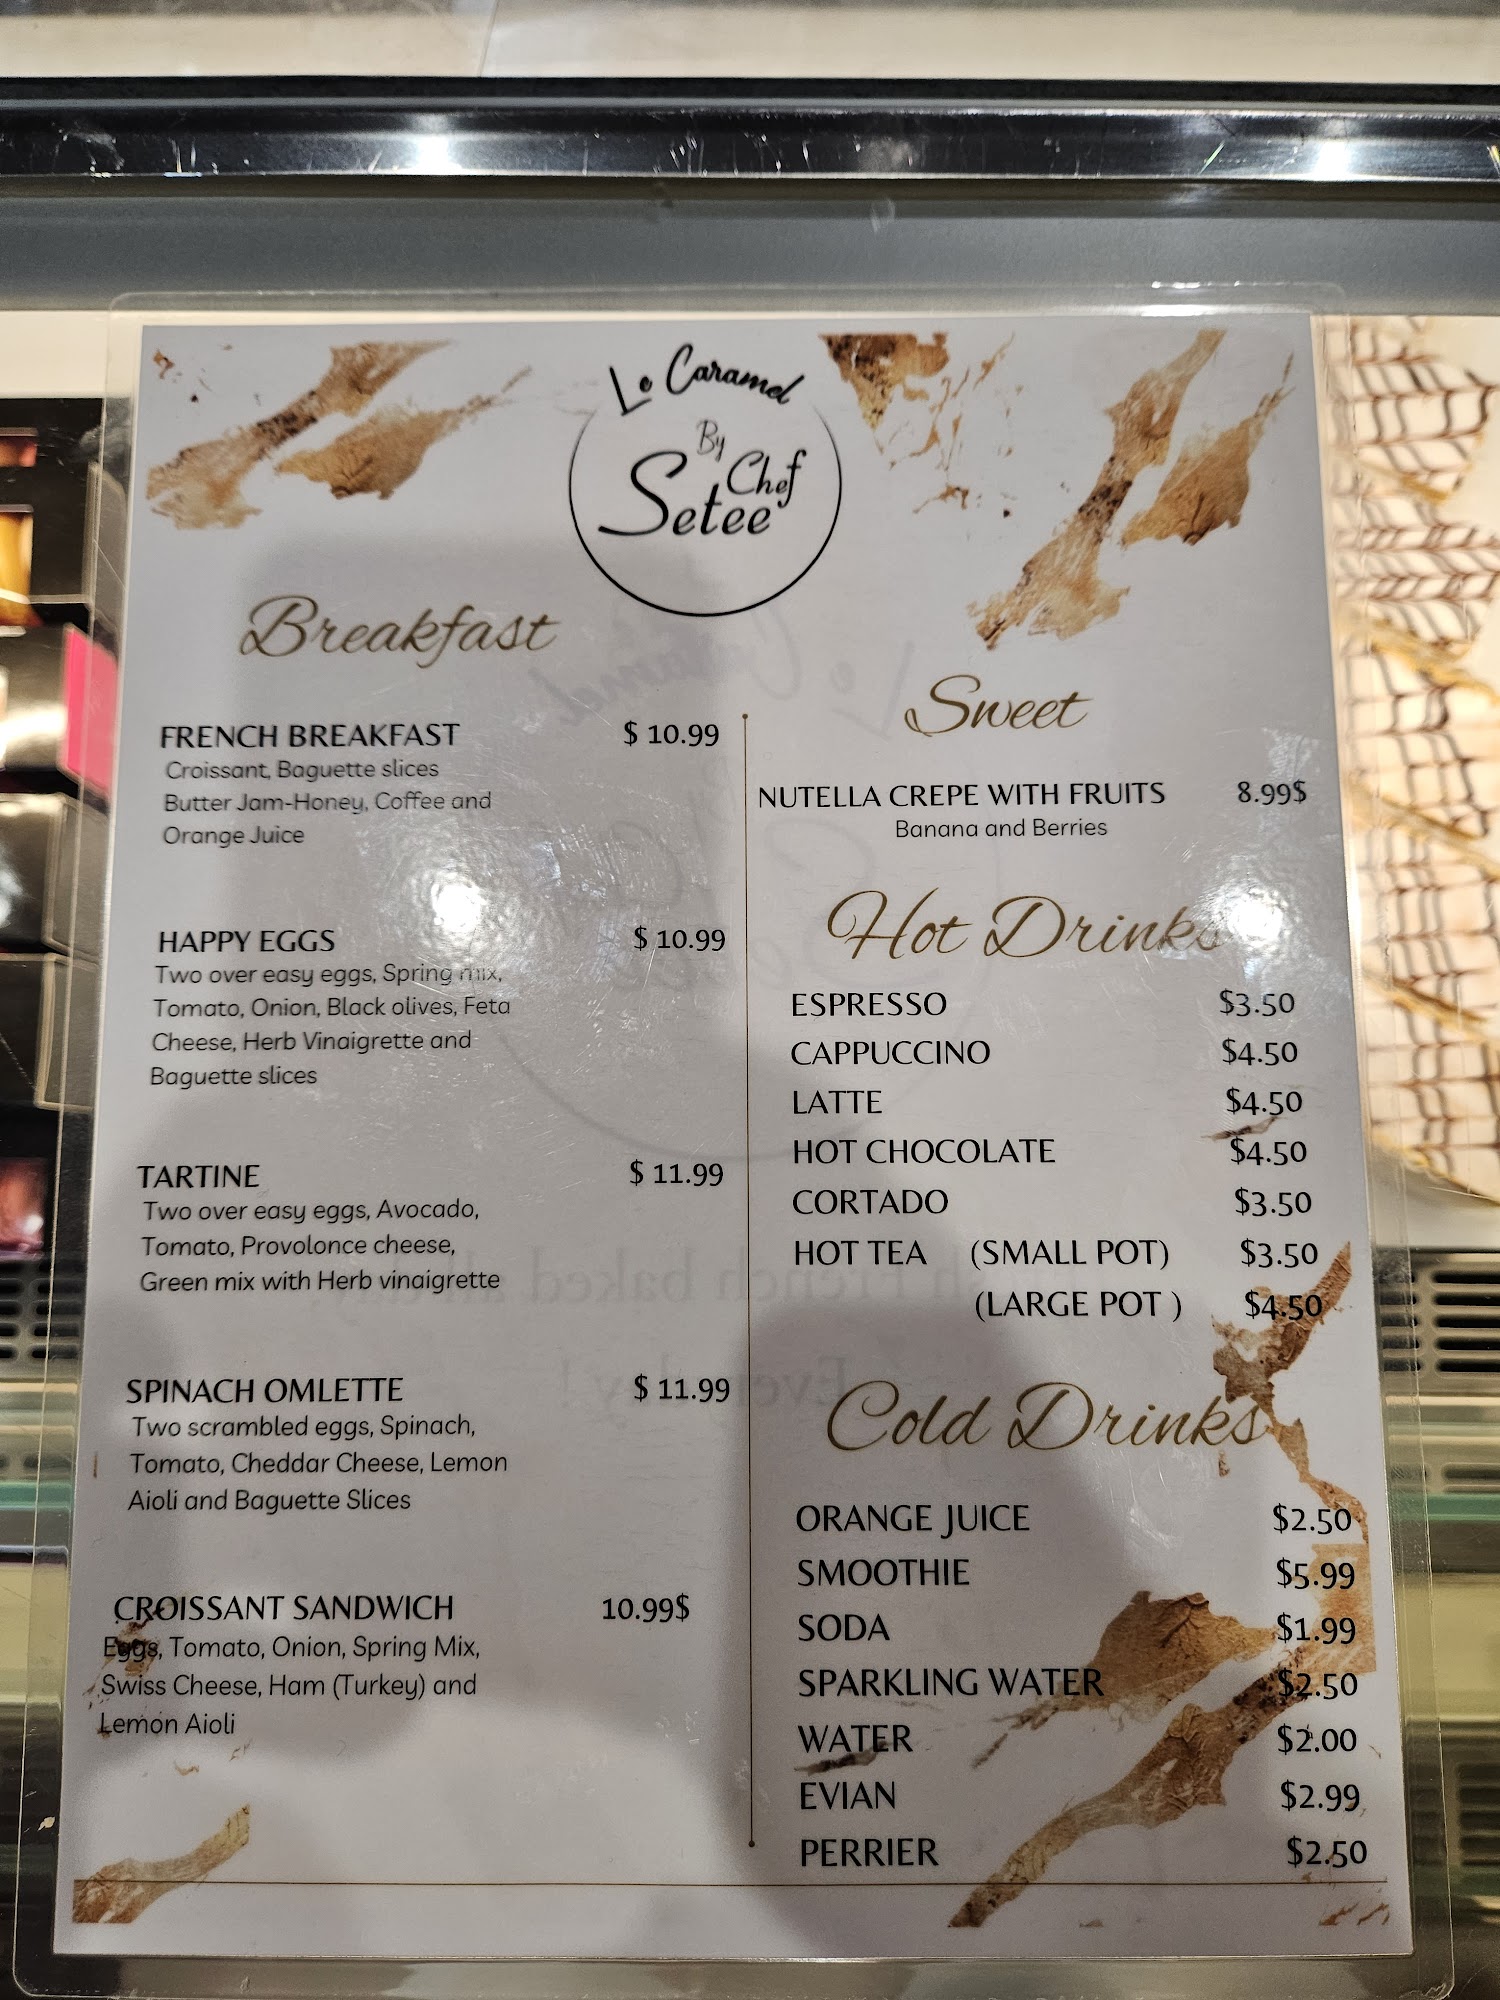 Le Caramel
By
Chef
Setee
Breakfast
FRENCH BREAKFAST $ 10.99
Croissant, Baguette slices
Butter Jam-Honey, Coffee and
Orange Juice
HAPPY EGGS $ 10.99
Two over easy eggs, Spring mix,
Tomato, Onion, Black olives, Feta
Cheese, Herb Vinaigrette and
Baguette slices
TARTINE $ 11.99
Two over easy eggs, Avocado,
Tomato, Provolonce cheese,
Green mix with Herb vinaigrette
SPINACH OMLETTE $ 11.99
Two scrambled eggs, Spinach,
Tomato, Cheddar Cheese, Lemon
Aioli and Baguette Slices
CROISSANT SANDWICH 10.99$
Eggs, Tomato, Onion, Spring Mix,
Swiss Cheese, Ham (Turkey) and
Lemon Aioli
Sweet
NUTELLA CREPE WITH FRUITS 8.99$
Banana and Berries
Hot Drinks
ESPRESSO $3.50
CAPPUCCINO $4.50
LATTE $4.50
HOT CHOCOLATE $4.50
CORTADO $3.50
HOT TEA (SMALL POT) $3.50
(LARGE POT ) $4.50
Cold Drinks
ORANGE JUICE $2.50
SMOOTHIE $5.99
SODA $1.99
SPARKLING WATER $2.50
WATER $2.00
EVIAN $2.99
PERRIER $2.50